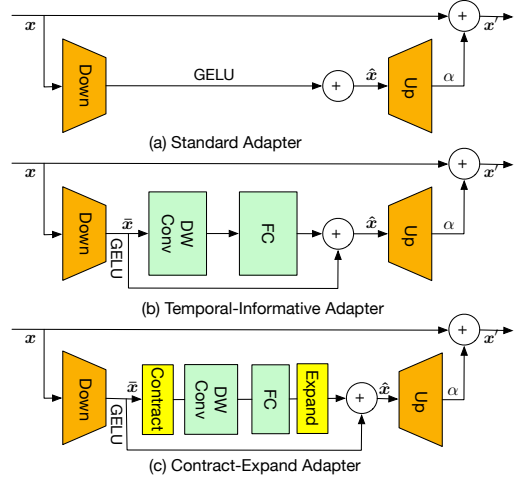 x
x′
Down
GELU
+
x̂
Up
α
+
(a) Standard Adapter
x
x′
Down
GELU
x̄
DW
Conv
FC
+
x̂
Up
α
+
(b) Temporal-Informative Adapter
x
x′
Down
GELU
x̄
Contract
DW
Conv
FC
Expand
+
x̂
Up
α
+
(c) Contract-Expand Adapter